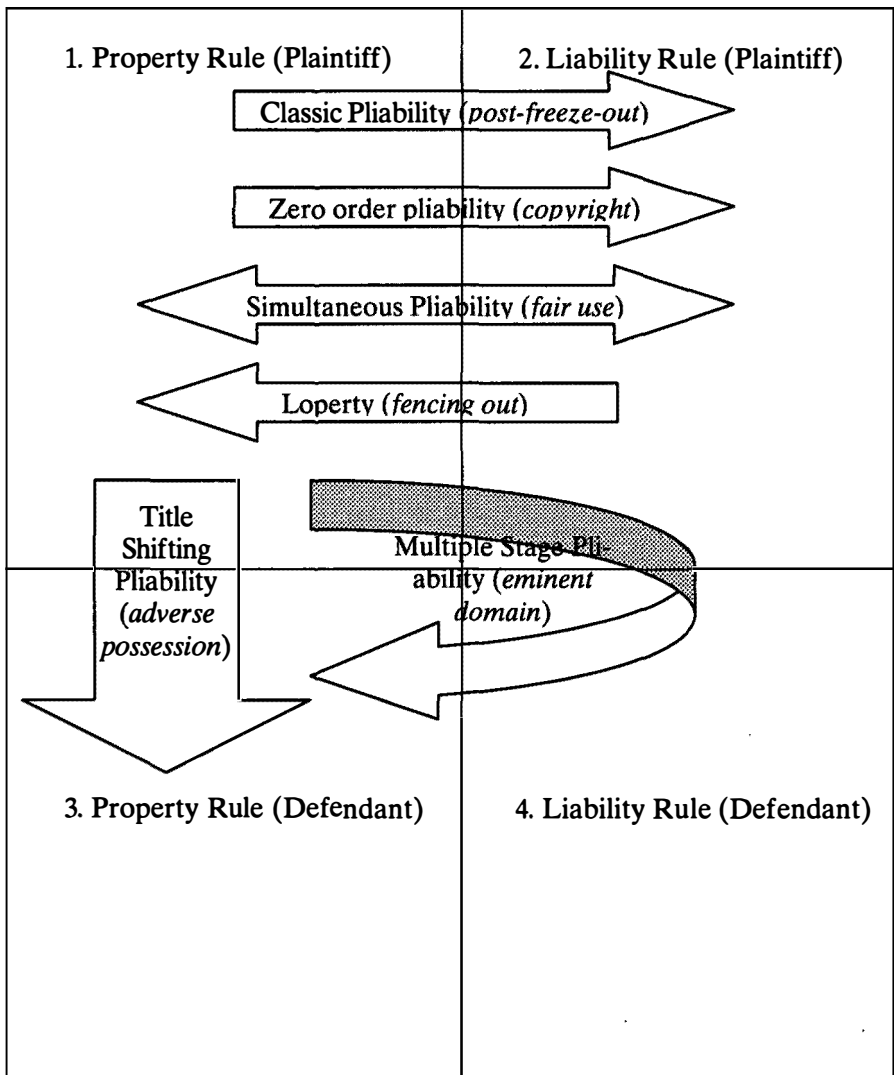 1. Property Rule (Plaintiff)
2. Liability Rule (Plaintiff)
Classic Pliability (post-freeze-out)
Zero order pliability (copyright)
Simultaneous Pliability (fair use)
Loperty (fencing out)
Title
Shifting
Pliability
(adverse
possession)
Multiple Stage Pli-
ability (eminent
domain)
3. Property Rule (Defendant)
4. Liability Rule (Defendant)